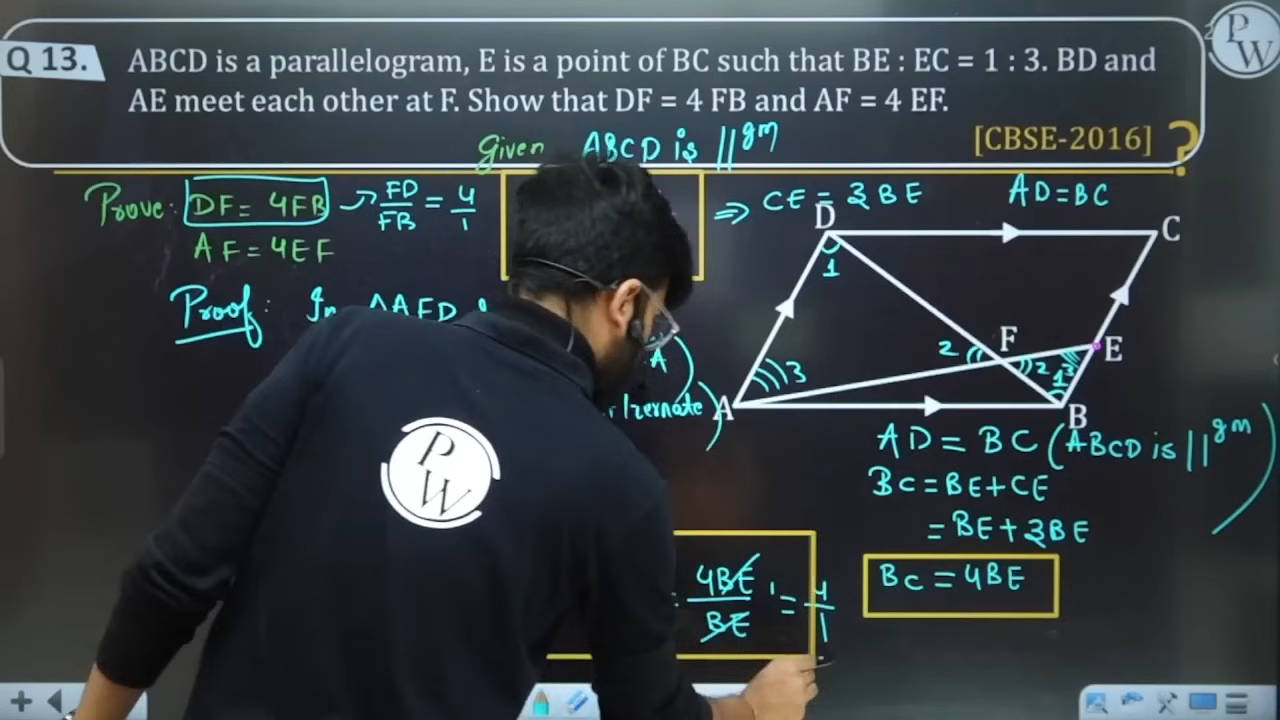 Q 13.
ABCD is a parallelogram, E is a point of BC such that BE : EC = 1 : 3. BD and
AE meet each other at F. Show that DF = 4 FB and AF = 4 EF.
[CBSE-2016] ?
PW
Given ABCD is ||gm
Prove: DF = 4FB → FD/FB = 4/1
AF = 4EF
⇒ CE = 3BE AD=BC
Proof: In ΔAFD
A
alternate
D
C
1
F
2
E
3
2
1
3
A
B
AD = BC (ABCD is ||gm)
BC = BE + CE
= BE + 3BE
BC = 4BE
= 4BE/BE = 4/1
PW